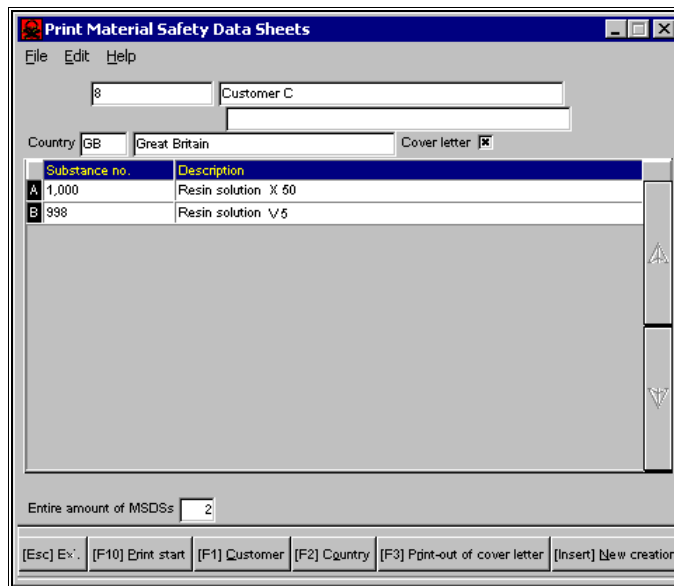 Print Material Safety Data Sheets
File Edit Help
8 Customer C
Country GB Great Britain Cover letter
Substance no. Description
A 1,000 Resin solution X 50
B 998 Resin solution V5
Entire amount of MSDSs 2
[Esc] [F10] Print start [F1] Customer [F2] Country [F3] Print-out of cover letter [Insert] New creation